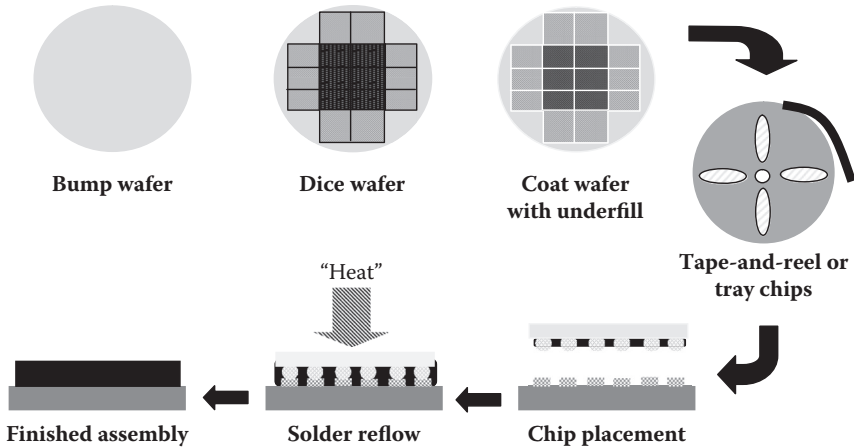 Bump wafer
Dice wafer
Coat wafer
with underfill
Tape-and-reel or
tray chips
“Heat”
Finished assembly
Solder reflow
Chip placement